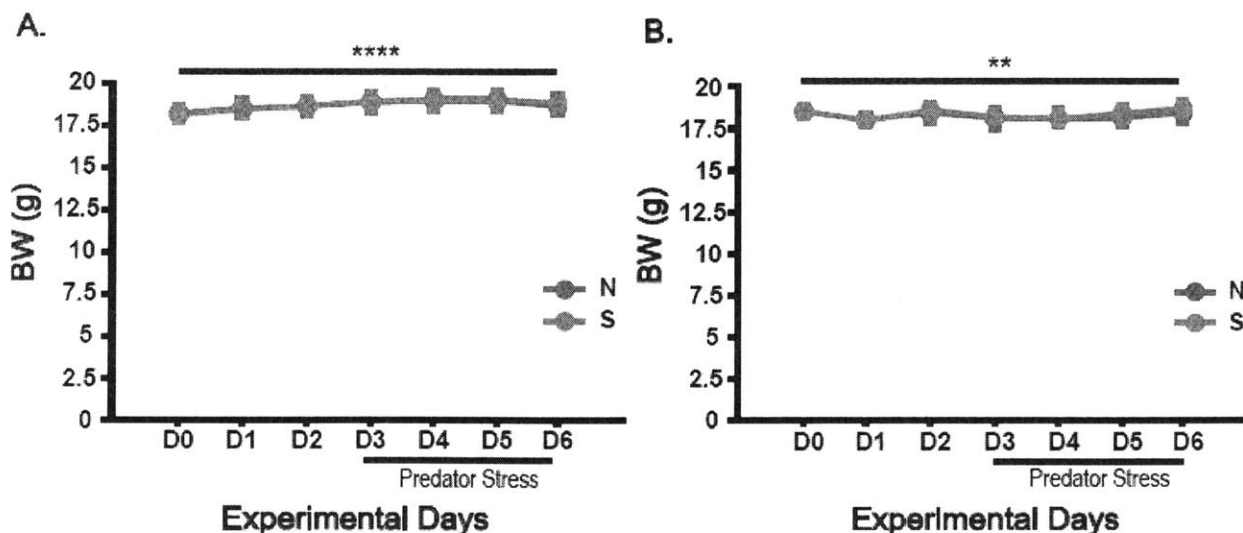 A.
****
20
17.5
15
12.5
10
7.5
5
2.5
0
BW (g)
N
S
D0 D1 D2 D3 D4 D5 D6
Predator Stress
Experimental Days
B.
**
20
17.5
15
12.5
10
7.5
5
2.5
0
BW (g)
N
S
D0 D1 D2 D3 D4 D5 D6
Predator Stress
Experimental Days